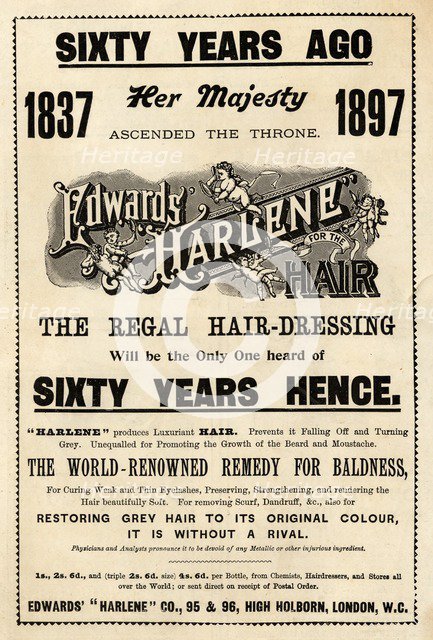 SIXTY YEARS AGO
1837 Her Majesty 1897
ASCENDED THE THRONE.
Edwards'
"HARLENE"
FOR THE
HAIR
THE REGAL HAIR-DRESSING
Will be the Only One heard of
SIXTY YEARS HENCE.
"HARLENE" produces Luxuriant HAIR. Prevents it Falling Off and Turning
Grey. Unequalled for Promoting the Growth of the Beard and Moustache.
THE WORLD-RENOWNED REMEDY FOR BALDNESS,
For Curing Weak and Thin Eyelashes, Preserving, Strengthening, and rendering the
Hair beautifully Soft. For removing Scurf, Dandruff, &c., also for
RESTORING GREY HAIR TO ITS ORIGINAL COLOUR,
IT IS WITHOUT A RIVAL.
Physicians and Analysts pronounce it to be devoid of any Metallic or other injurious ingredient.
1s., 2s. 6d., and (triple 2s. 6d. size) 4s. 6d. per Bottle, from Chemists, Hairdressers, and Stores all
over the World; or sent direct on receipt of Postal Order.
EDWARDS' "HARLENE" CO., 95 & 96, HIGH HOLBORN, LONDON, W.C.
Heritage
Heritage
Heritage
Heritage